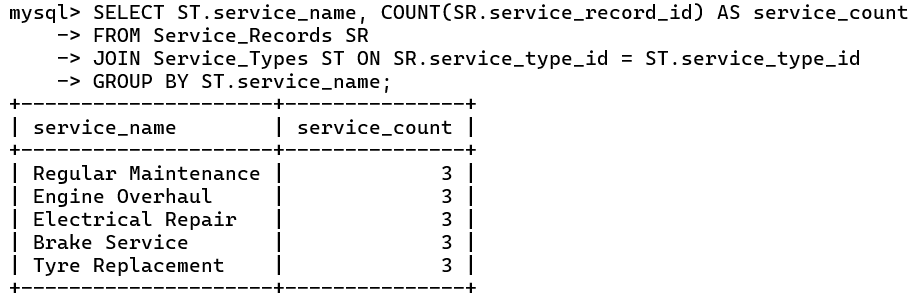 mysql> SELECT ST.service_name, COUNT(SR.service_record_id) AS service_count
    -> FROM Service_Records SR
    -> JOIN Service_Types ST ON SR.service_type_id = ST.service_type_id
    -> GROUP BY ST.service_name;
+---------------------+---------------+
| service_name        | service_count |
+---------------------+---------------+
| Regular Maintenance |             3 |
| Engine Overhaul     |             3 |
| Electrical Repair   |             3 |
| Brake Service       |             3 |
| Tyre Replacement    |             3 |
+---------------------+---------------+